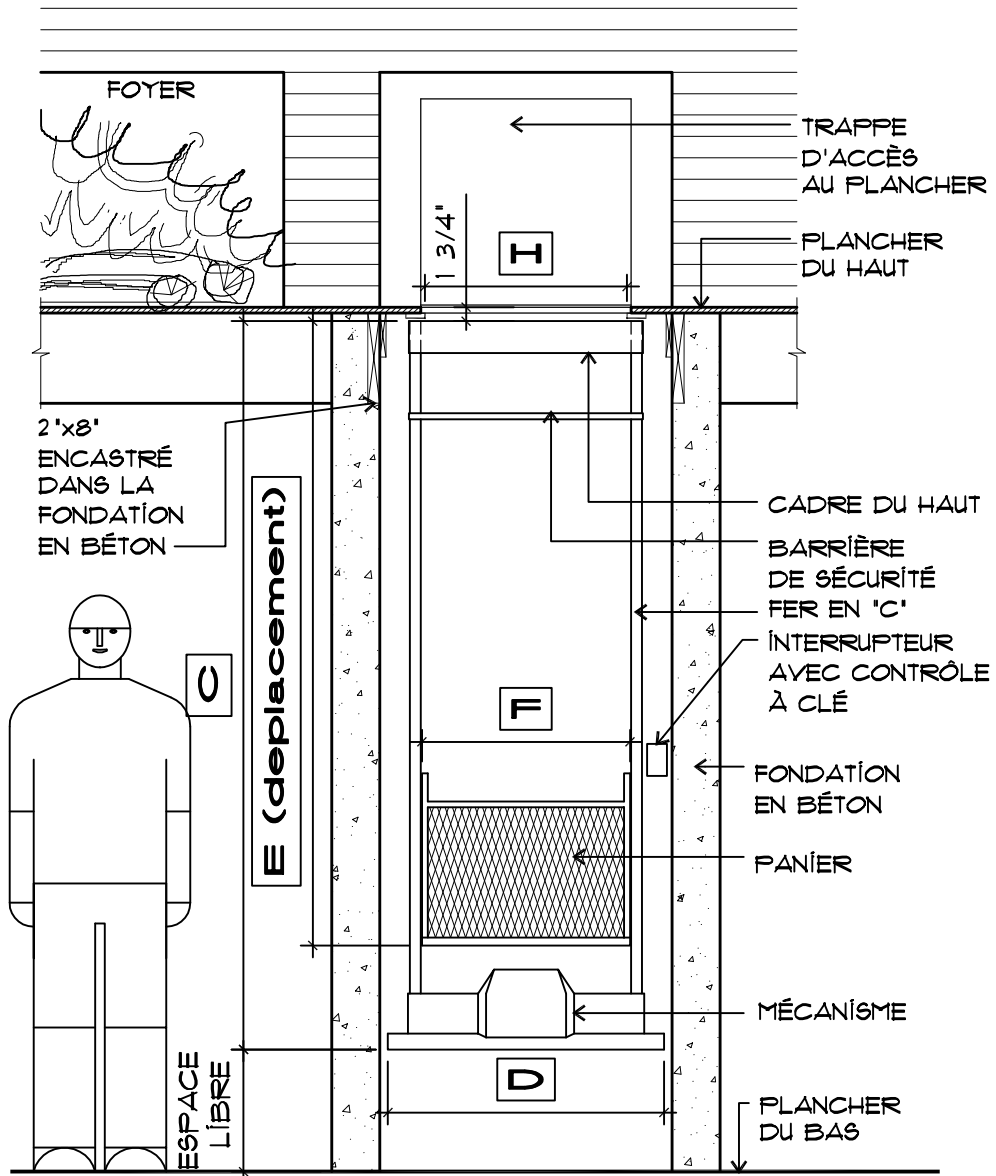 FOYER
TRAPPE
D'ACCÈS
AU PLANCHER
1 3/4"
H
PLANCHER
DU HAUT
2"x8"
ENCASTRÉ
DANS LA
FONDATION
EN BÉTON
CADRE DU HAUT
BARRIÈRE
DE SÉCURITÉ
FER EN "C"
INTERRUPTEUR
AVEC CONTRÔLE
À CLÉ
C
E (deplacement)
F
FONDATION
EN BÉTON
PANIER
MÉCANISME
D
ESPACE
LIBRE
PLANCHER
DU BAS